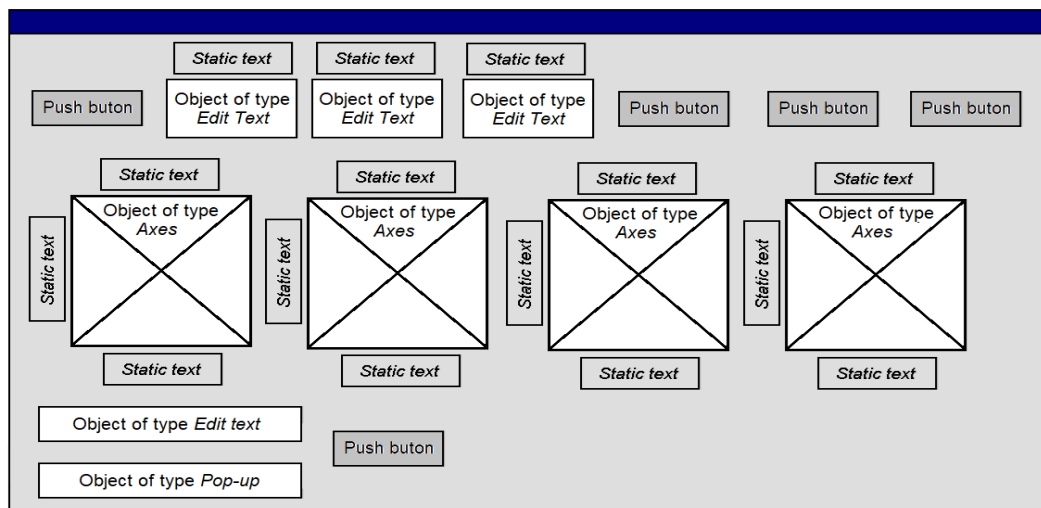 Static text
Static text
Static text
Push buton
Object of type
Edit Text
Object of type
Edit Text
Object of type
Edit Text
Push buton
Push buton
Push buton
Static text
Static text
Static text
Static text
Static text
Object of type
Axes
Static text
Object of type
Axes
Static text
Object of type
Axes
Static text
Object of type
Axes
Static text
Static text
Static text
Static text
Object of type Edit text
Push buton
Object of type Pop-up